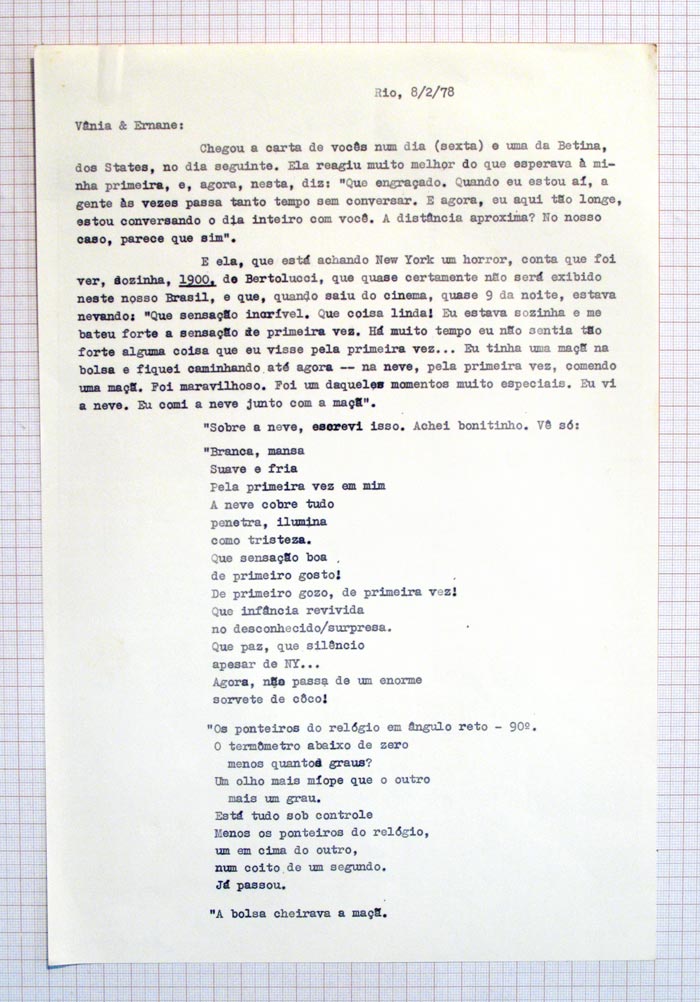 Rio, 8/2/78
Vânia & Ernane:
Chegou a carta de vocês num dia (sexta) e uma da Betina,
dos States, no dia seguinte. Ela reagiu muito melhor do que esperava à mi-
nha primeira, e, agora, nesta, diz: "Que engraçado. Quando eu estou aí, a
gente às vezes passa tanto tempo sem conversar. E agora, eu aqui tão longe,
estou conversando o dia inteiro com você. A distância aproxima? No nosso
caso, parece que sim".
E ela, que está achando New York um horror, conta que foi
ver, sozinha, 1900, de Bertolucci, que quase certamente não será exibido
neste nosso Brasil, e que, quando saiu do cinema, quase 9 da noite, estava
nevando: "Que sensação incrível. Que coisa linda! Eu estava sozinha e me
bateu forte a sensação de primeira vez. Há muito tempo eu não sentia tão
forte alguma coisa que eu visse pela primeira vez... Eu tinha uma maçã na
bolsa e fiquei caminhando até agora -- na neve, pela primeira vez, comendo
uma maçã. Foi maravilhoso. Foi um daqueles momentos muito especiais. Eu vi
a neve. Eu comi a neve junto com a maçã".
"Sobre a neve, escrevi isso. Achei bonitinho. Vê só:
"Branca, mansa
Suave e fria
Pela primeira vez em mim
A neve cobre tudo
penetra, ilumina
como tristeza.
Que sensação boa
de primeiro gosto!
De primeiro gozo, de primeira vez!
Que infância revivida
no desconhecido/surpresa.
Que paz, que silêncio
apesar de NY...
Agora, não passa de um enorme
sorvete de côco!
"Os ponteiros do relógio em ângulo reto - 90º.
O termômetro abaixo de zero
menos quantos graus?
Um olho mais míope que o outro
mais um grau.
Está tudo sob controle
Menos os ponteiros do relógio,
um em cima do outro,
num coito de um segundo.
Já passou.
"A bolsa cheirava a maçã.